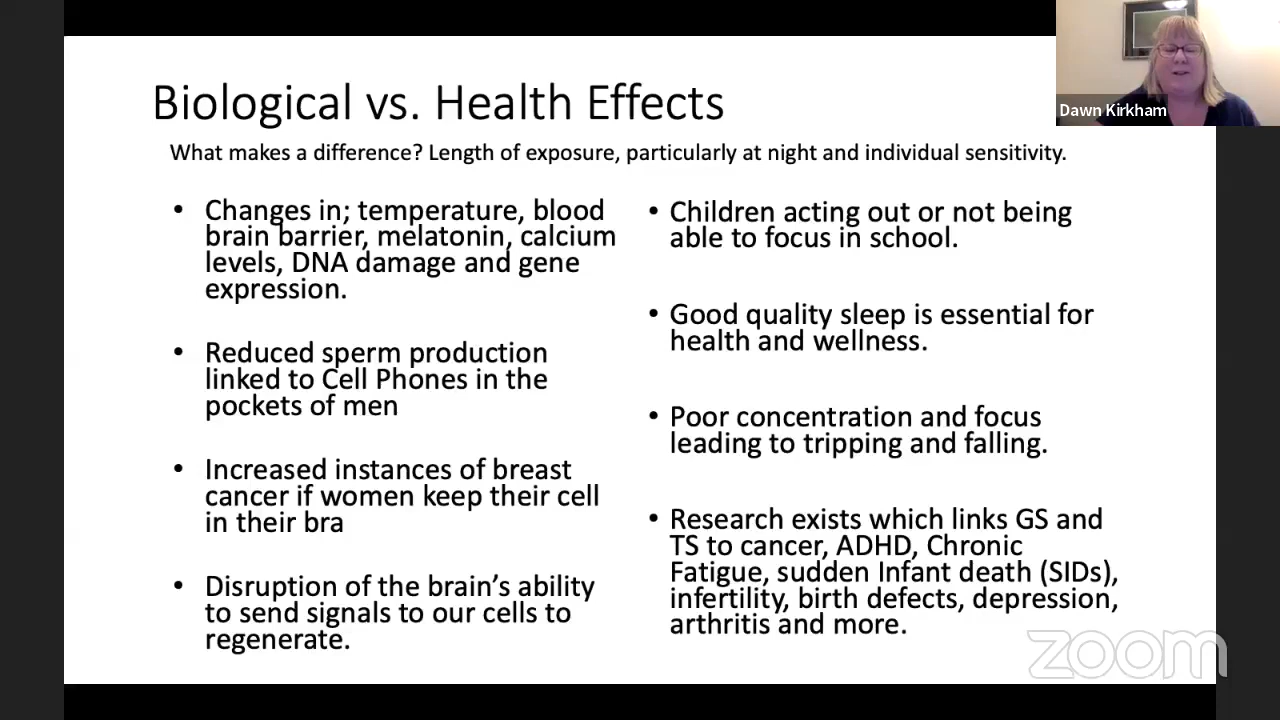 Biological vs. Health Effects
What makes a difference? Length of exposure, particularly at night and individual sensitivity.
• Changes in; temperature, blood
brain barrier, melatonin, calcium
levels, DNA damage and gene
expression.
• Reduced sperm production
linked to Cell Phones in the
pockets of men
• Increased instances of breast
cancer if women keep their cell
in their bra
• Disruption of the brain’s ability
to send signals to our cells to
regenerate.
• Children acting out or not being
able to focus in school.
• Good quality sleep is essential for
health and wellness.
• Poor concentration and focus
leading to tripping and falling.
• Research exists which links GS and
TS to cancer, ADHD, Chronic
Fatigue, sudden Infant death (SIDs),
infertility, birth defects, depression,
arthritis and more.
Dawn Kirkham
zoom